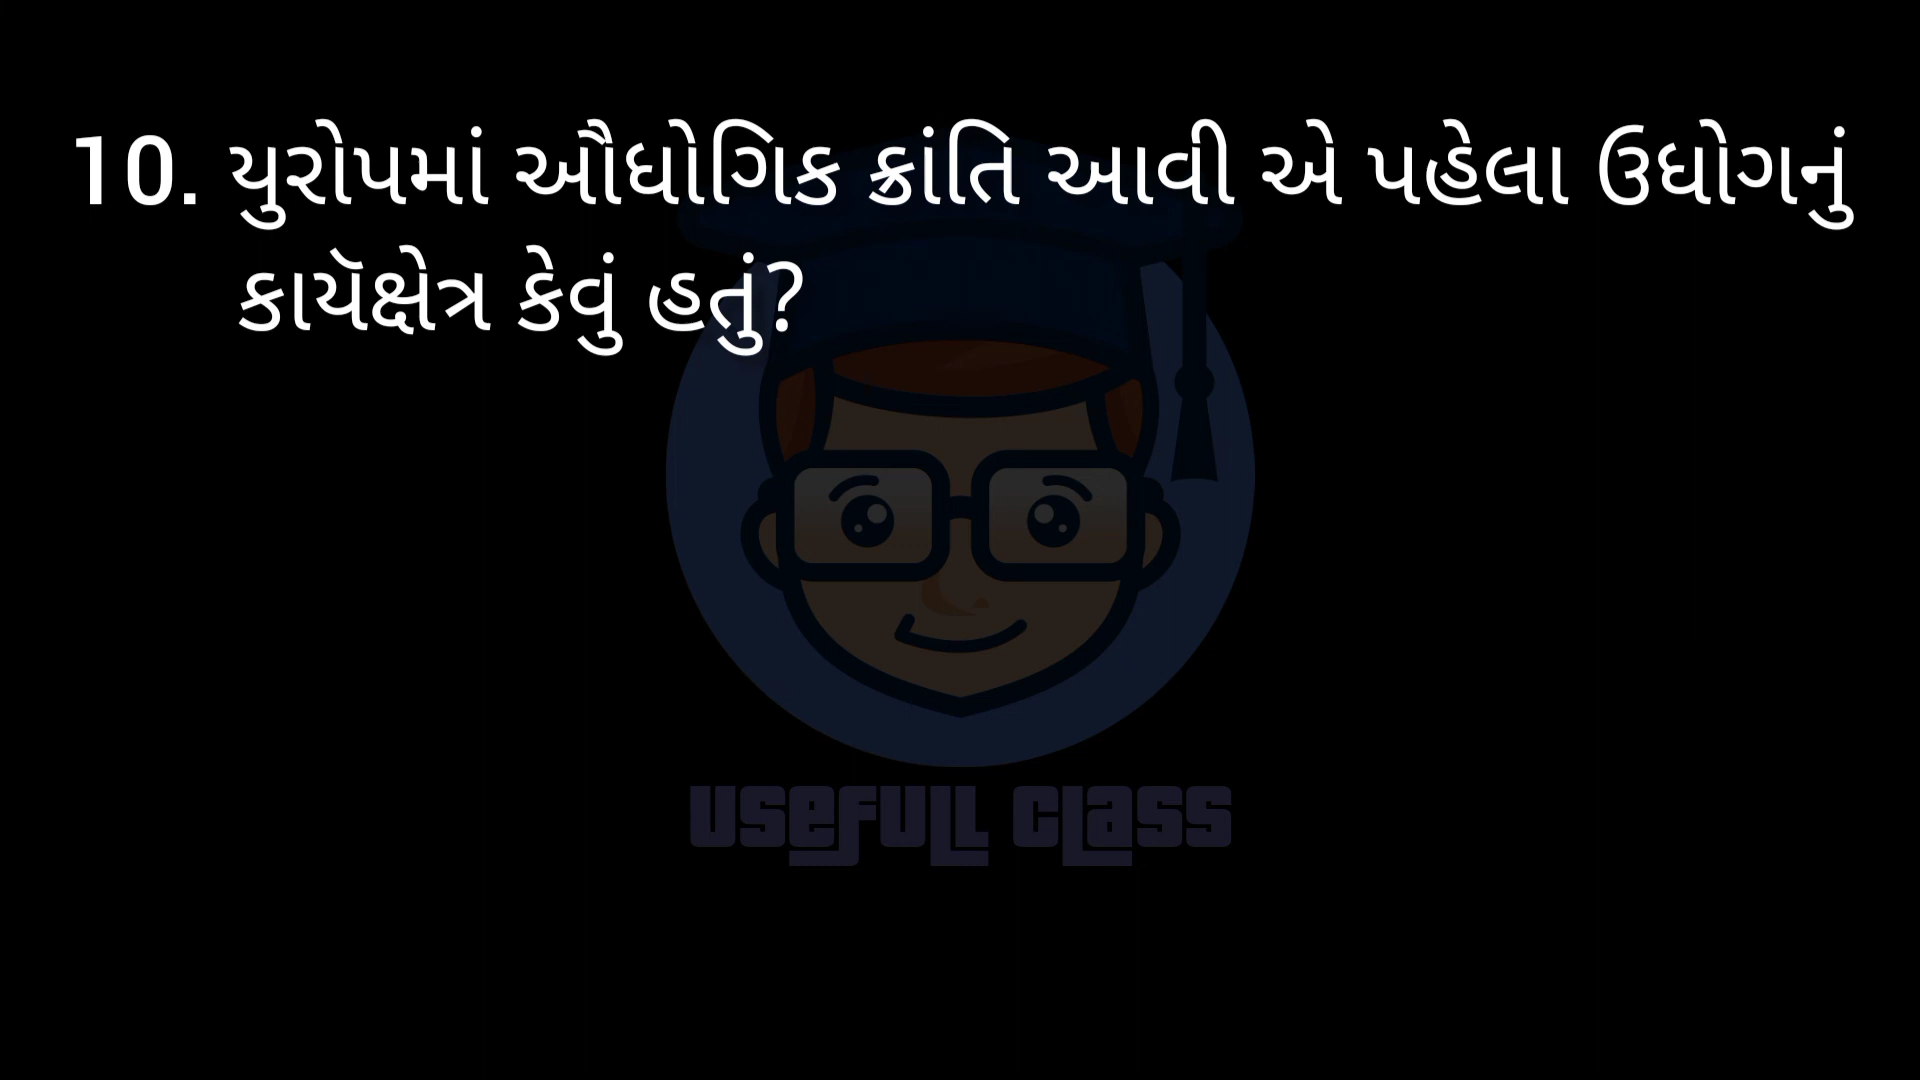 10. યુરોપમાં ઔધોગિક ક્રાંતિ આવી એ પહેલા ઉધોગનું
કાયૅક્ષેત્ર કેવું હતું?
USEFULL CLASS